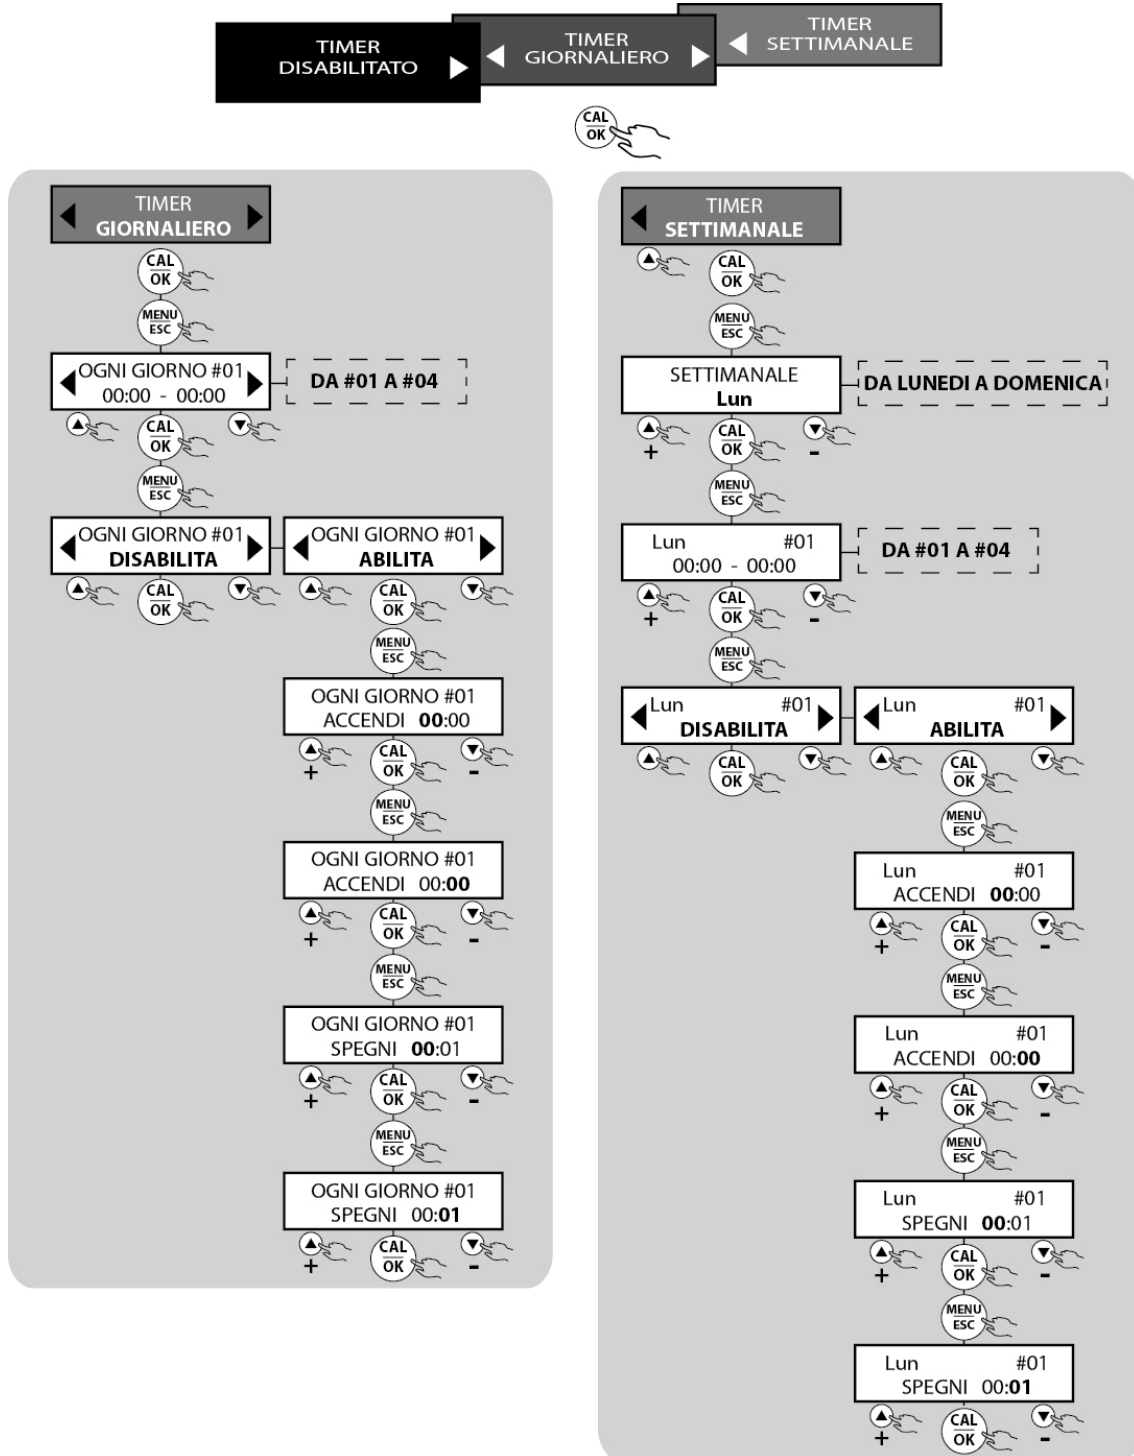 TIMER
DISABILITATO
TIMER
GIORNALIERO
TIMER
SETTIMANALE
CAL
OK
TIMER
GIORNALIERO
CAL
OK
MENU
ESC
OGNI GIORNO #01
00:00 - 00:00
DA #01 A #04
CAL
OK
MENU
ESC
OGNI GIORNO #01
DISABILITA
OGNI GIORNO #01
ABILITA
CAL
OK
CAL
OK
MENU
ESC
OGNI GIORNO #01
ACCENDI 00:00
+
CAL
OK
-
MENU
ESC
OGNI GIORNO #01
ACCENDI 00:00
+
CAL
OK
-
MENU
ESC
OGNI GIORNO #01
SPEGNI 00:01
+
CAL
OK
-
MENU
ESC
OGNI GIORNO #01
SPEGNI 00:01
+
CAL
OK
-
TIMER
SETTIMANALE
CAL
OK
MENU
ESC
SETTIMANALE
Lun
DA LUNEDI A DOMENICA
+
CAL
OK
-
MENU
ESC
Lun #01
00:00 - 00:00
DA #01 A #04
+
CAL
OK
-
MENU
ESC
Lun #01
DISABILITA
Lun #01
ABILITA
CAL
OK
CAL
OK
MENU
ESC
Lun #01
ACCENDI 00:00
+
CAL
OK
-
MENU
ESC
Lun #01
ACCENDI 00:00
+
CAL
OK
-
MENU
ESC
Lun #01
SPEGNI 00:01
+
CAL
OK
-
MENU
ESC
Lun #01
SPEGNI 00:01
+
CAL
OK
-